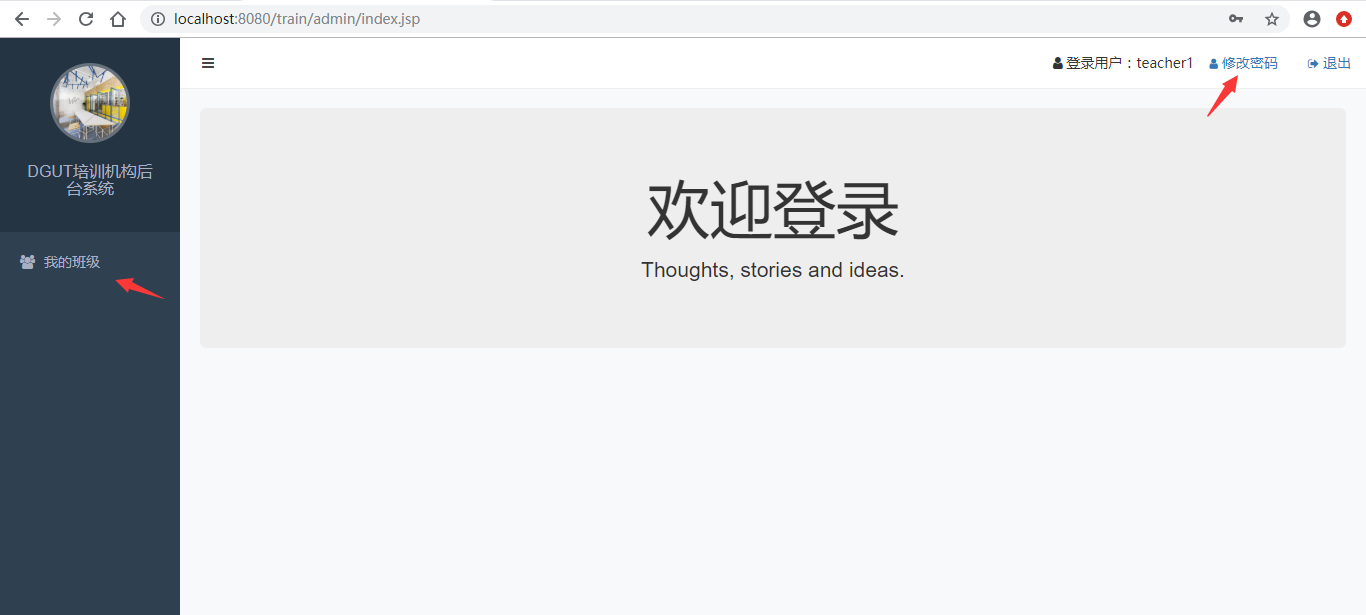 localhost:8080/train/admin/index.jsp
登录用户：teacher1 修改密码 退出
DGUT培训机构后
台系统
我的班级
欢迎登录
Thoughts, stories and ideas.